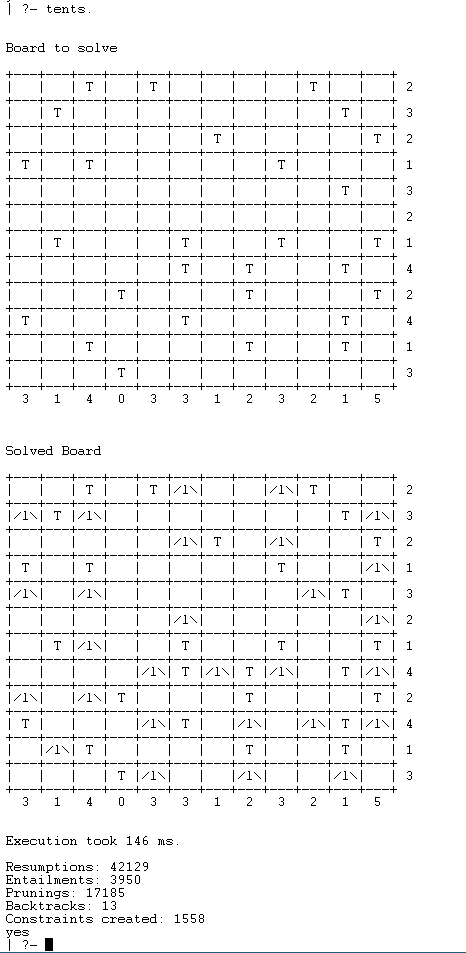 | ?- tents.
Board to solve
+---+---+---+---+---+---+---+---+---+---+---+---+
|   |   | T |   | T |   |   |   |   | T |   |   | 2
+---+---+---+---+---+---+---+---+---+---+---+---+
|   | T |   |   |   |   |   |   |   |   | T |   | 3
+---+---+---+---+---+---+---+---+---+---+---+---+
|   |   |   |   |   |   | T |   |   |   |   | T | 2
+---+---+---+---+---+---+---+---+---+---+---+---+
| T |   | T |   |   |   |   |   | T |   |   |   | 1
+---+---+---+---+---+---+---+---+---+---+---+---+
|   |   |   |   |   |   |   |   |   |   | T |   | 3
+---+---+---+---+---+---+---+---+---+---+---+---+
|   |   |   |   |   |   |   |   |   |   |   |   | 2
+---+---+---+---+---+---+---+---+---+---+---+---+
|   | T |   |   |   | T |   |   | T |   |   | T | 1
+---+---+---+---+---+---+---+---+---+---+---+---+
|   |   |   |   |   | T |   | T |   |   | T |   | 4
+---+---+---+---+---+---+---+---+---+---+---+---+
|   |   |   | T |   |   |   | T |   |   |   | T | 2
+---+---+---+---+---+---+---+---+---+---+---+---+
| T |   |   |   |   | T |   |   |   |   | T |   | 4
+---+---+---+---+---+---+---+---+---+---+---+---+
|   |   | T |   |   |   |   | T |   |   | T |   | 1
+---+---+---+---+---+---+---+---+---+---+---+---+
|   |   |   | T |   |   |   |   |   |   |   |   | 3
+---+---+---+---+---+---+---+---+---+---+---+---+
  3   1   4   0   3   3   1   2   3   2   1   5
Solved Board
+---+---+---+---+---+---+---+---+---+---+---+---+
|   |   | T |   | T |/1\|   |   |/1\| T |   |   | 2
+---+---+---+---+---+---+---+---+---+---+---+---+
|/1\| T |/1\|   |   |   |   |   |   |   | T |/1\| 3
+---+---+---+---+---+---+---+---+---+---+---+---+
|   |   |   |   |   |/1\| T |   |/1\|   |   | T | 2
+---+---+---+---+---+---+---+---+---+---+---+---+
| T |   | T |   |   |   |   |   | T |   |   |/1\| 1
+---+---+---+---+---+---+---+---+---+---+---+---+
|/1\|   |/1\|   |   |   |   |   |   |/1\| T |   | 3
+---+---+---+---+---+---+---+---+---+---+---+---+
|   |   |   |   |   |/1\|   |   |   |   |   |/1\| 2
+---+---+---+---+---+---+---+---+---+---+---+---+
|   | T |/1\|   |   | T |   |   | T |   |   | T | 1
+---+---+---+---+---+---+---+---+---+---+---+---+
|   |   |   |   |/1\| T |/1\| T |/1\|   | T |/1\| 4
+---+---+---+---+---+---+---+---+---+---+---+---+
|/1\|   |/1\| T |   |   |   | T |   |   |   | T | 2
+---+---+---+---+---+---+---+---+---+---+---+---+
| T |   |   |   |/1\| T |   |/1\|   |/1\| T |/1\| 4
+---+---+---+---+---+---+---+---+---+---+---+---+
|   |/1\| T |   |   |   |   | T |   |   | T |   | 1
+---+---+---+---+---+---+---+---+---+---+---+---+
|   |   |   | T |/1\|   |   |/1\|   |   |/1\|   | 3
+---+---+---+---+---+---+---+---+---+---+---+---+
  3   1   4   0   3   3   1   2   3   2   1   5
Execution took 146 ms.
Resumptions: 42129
Entailments: 3950
Prunings: 17185
Backtracks: 13
Constraints created: 1558
yes
| ?-